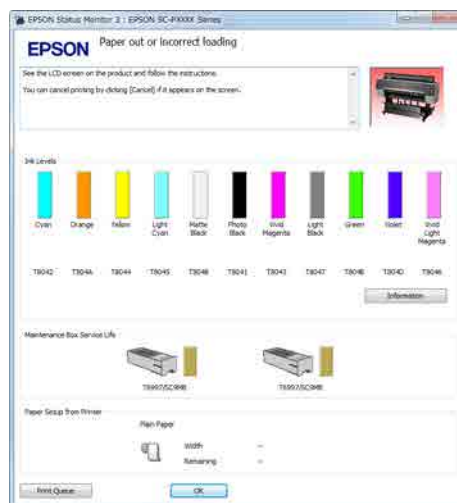 EPSON Status Monitor 3 : EPSON SC-PXXXX Series
EPSON
Paper out or incorrect loading
See the LCD screen on the product and follow the instructions.
You can cancel printing by clicking [Cancel] if it appears on the screen.
Ink Levels
Cyan Orange Yellow Light Cyan Matte Black Photo Black Vivid Magenta Light Black Green Violet Vivid Light Magenta
T8042 T804A T8044 T8045 T8048 T8041 T8043 T8047 T804B T804D T8046
Information
Maintenance Box Service Life
T6997/SC9MB T6997/SC9MB
Paper Setup from Printer
Plain Paper
Width --
Remaining --
Print Queue OK